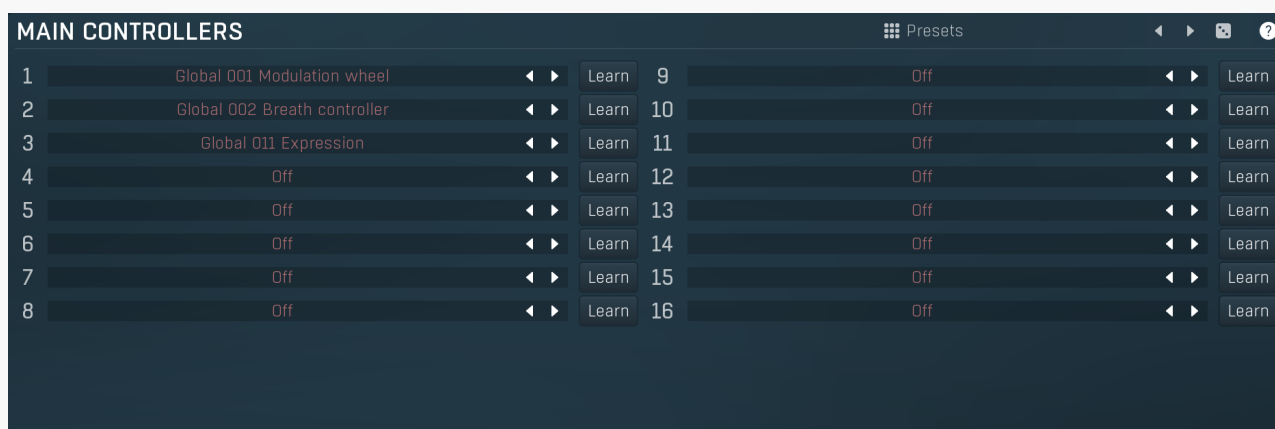 MAIN CONTROLLERS Presets ?
1 Global 001 Modulation wheel Learn 9 Off Learn
2 Global 002 Breath controller Learn 10 Off Learn
3 Global 011 Expression Learn 11 Off Learn
4 Off Learn 12 Off Learn
5 Off Learn 13 Off Learn
6 Off Learn 14 Off Learn
7 Off Learn 15 Off Learn
8 Off Learn 16 Off Learn